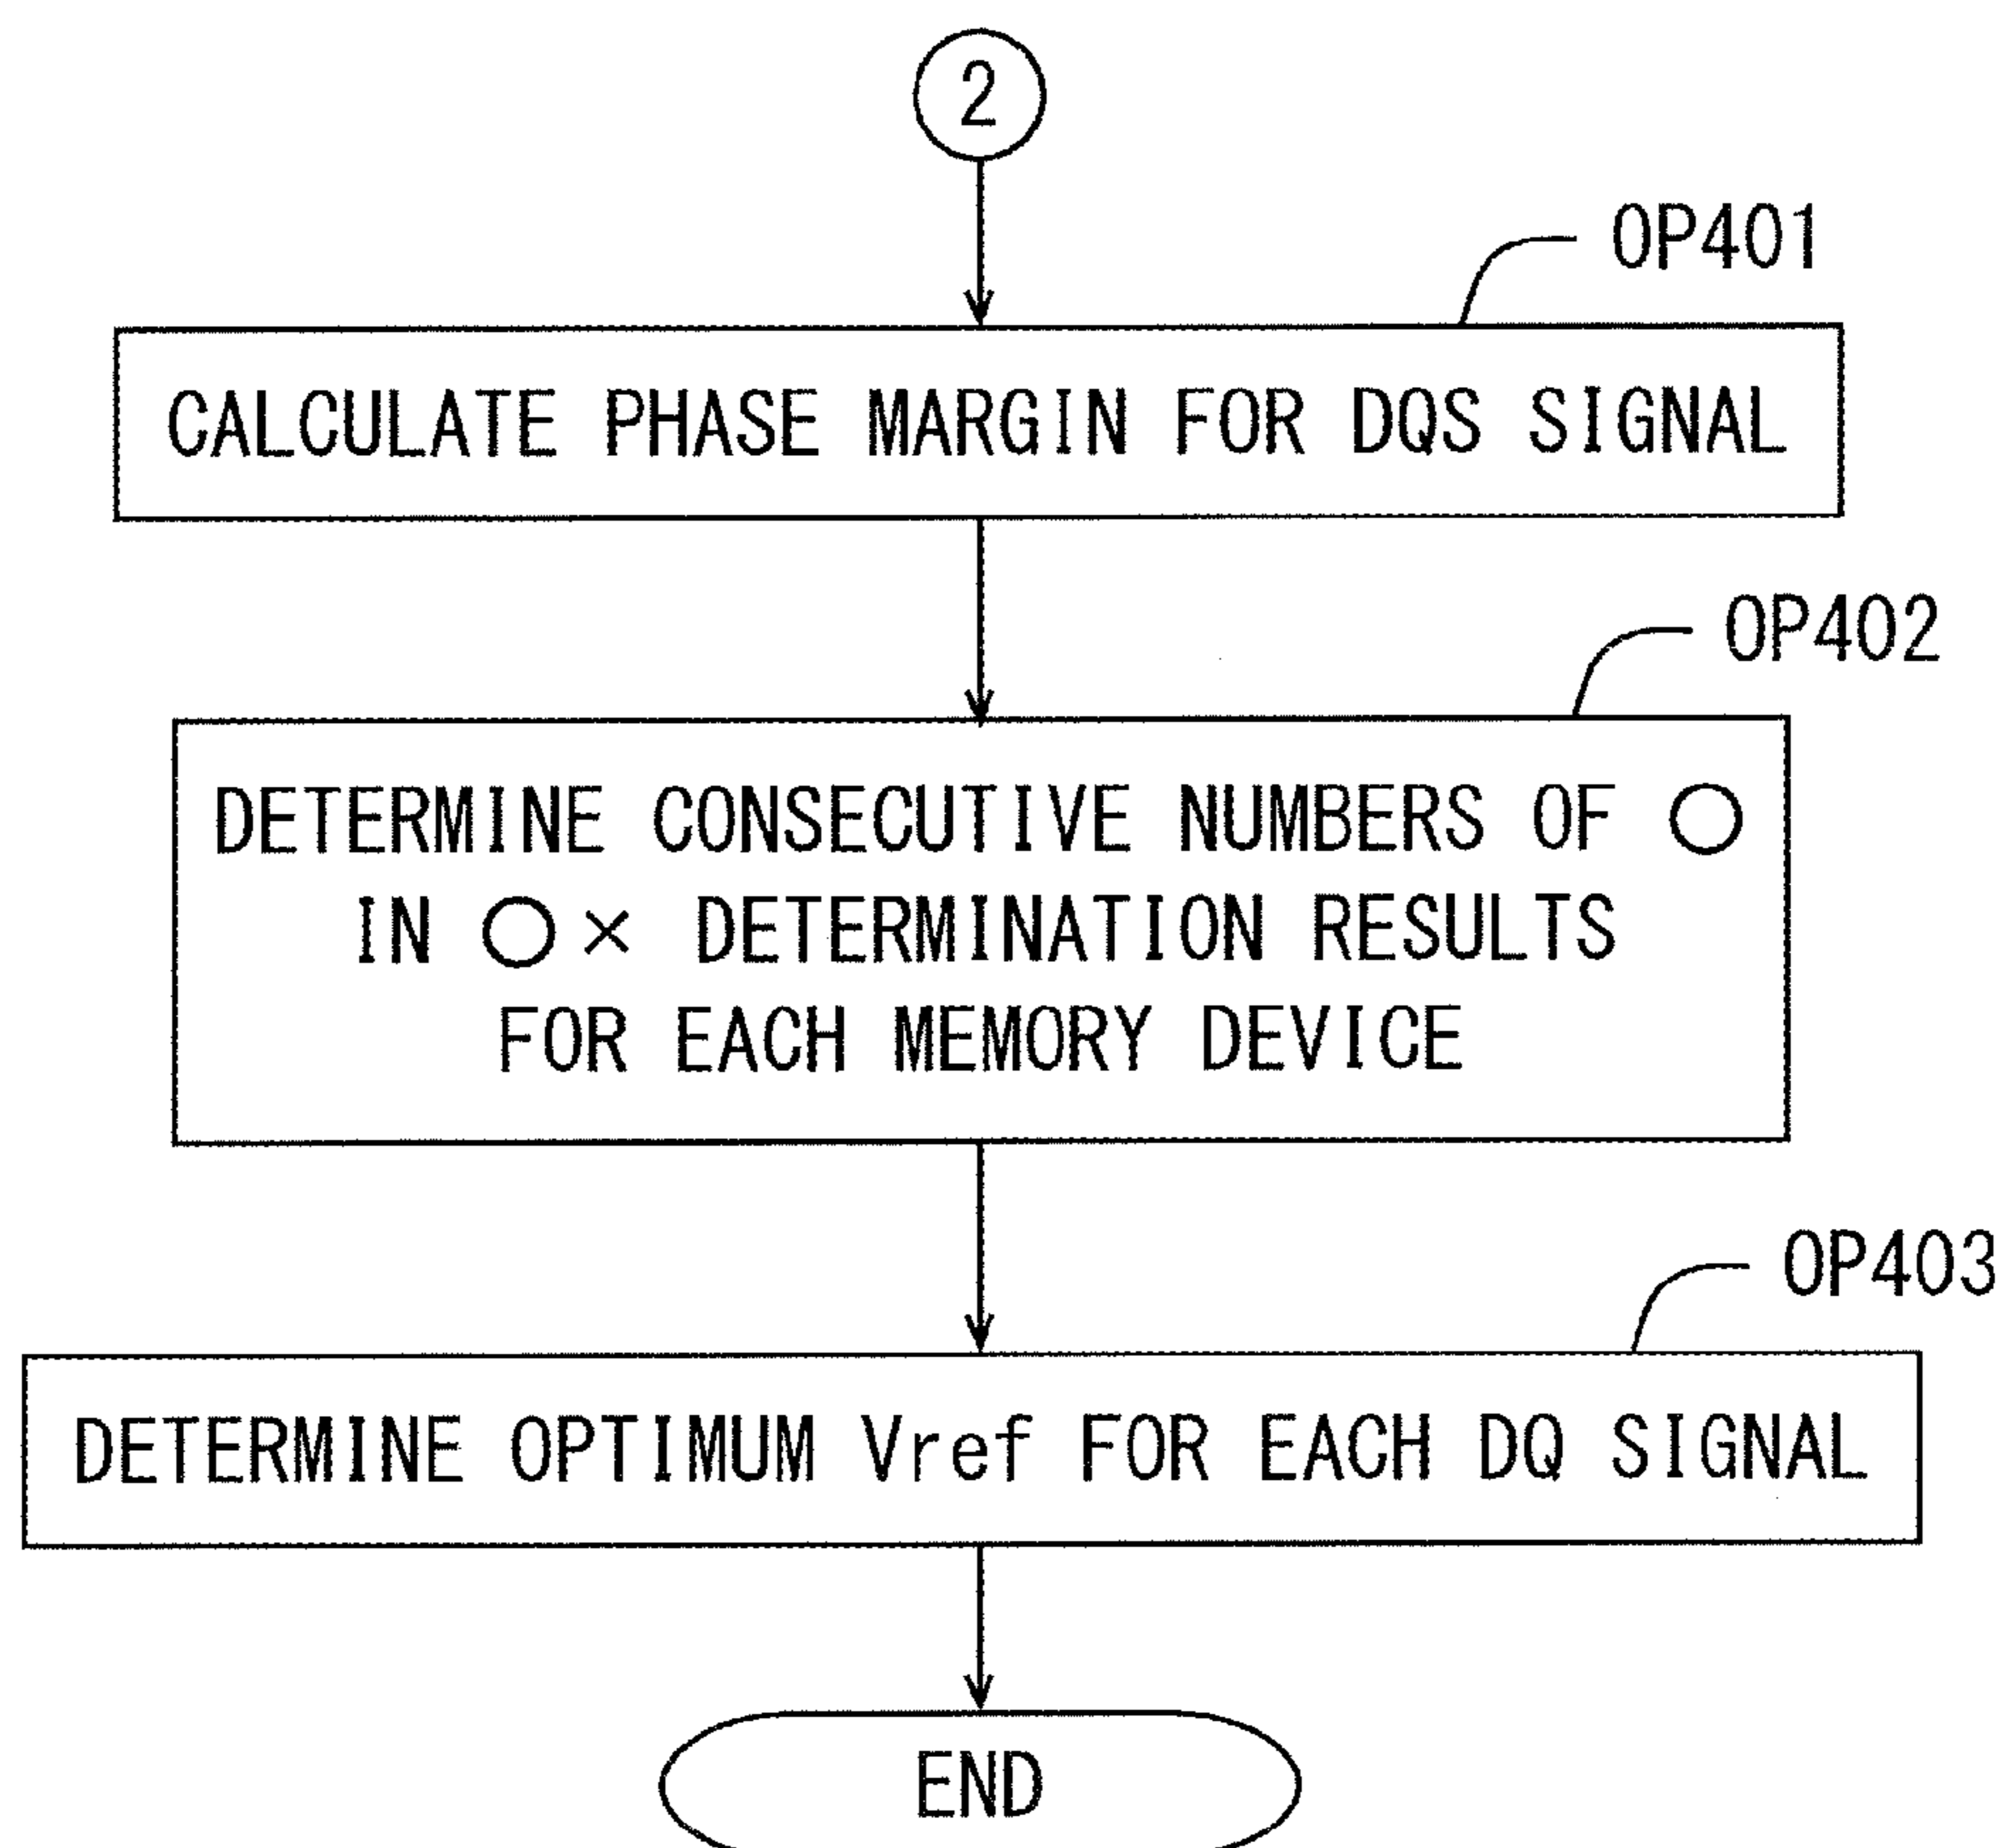 2
OP401
CALCULATE PHASE MARGIN FOR DQS SIGNAL
OP402
DETERMINE CONSECUTIVE NUMBERS OF ○
IN ○× DETERMINATION RESULTS
FOR EACH MEMORY DEVICE
OP403
DETERMINE OPTIMUM Vref FOR EACH DQ SIGNAL
END